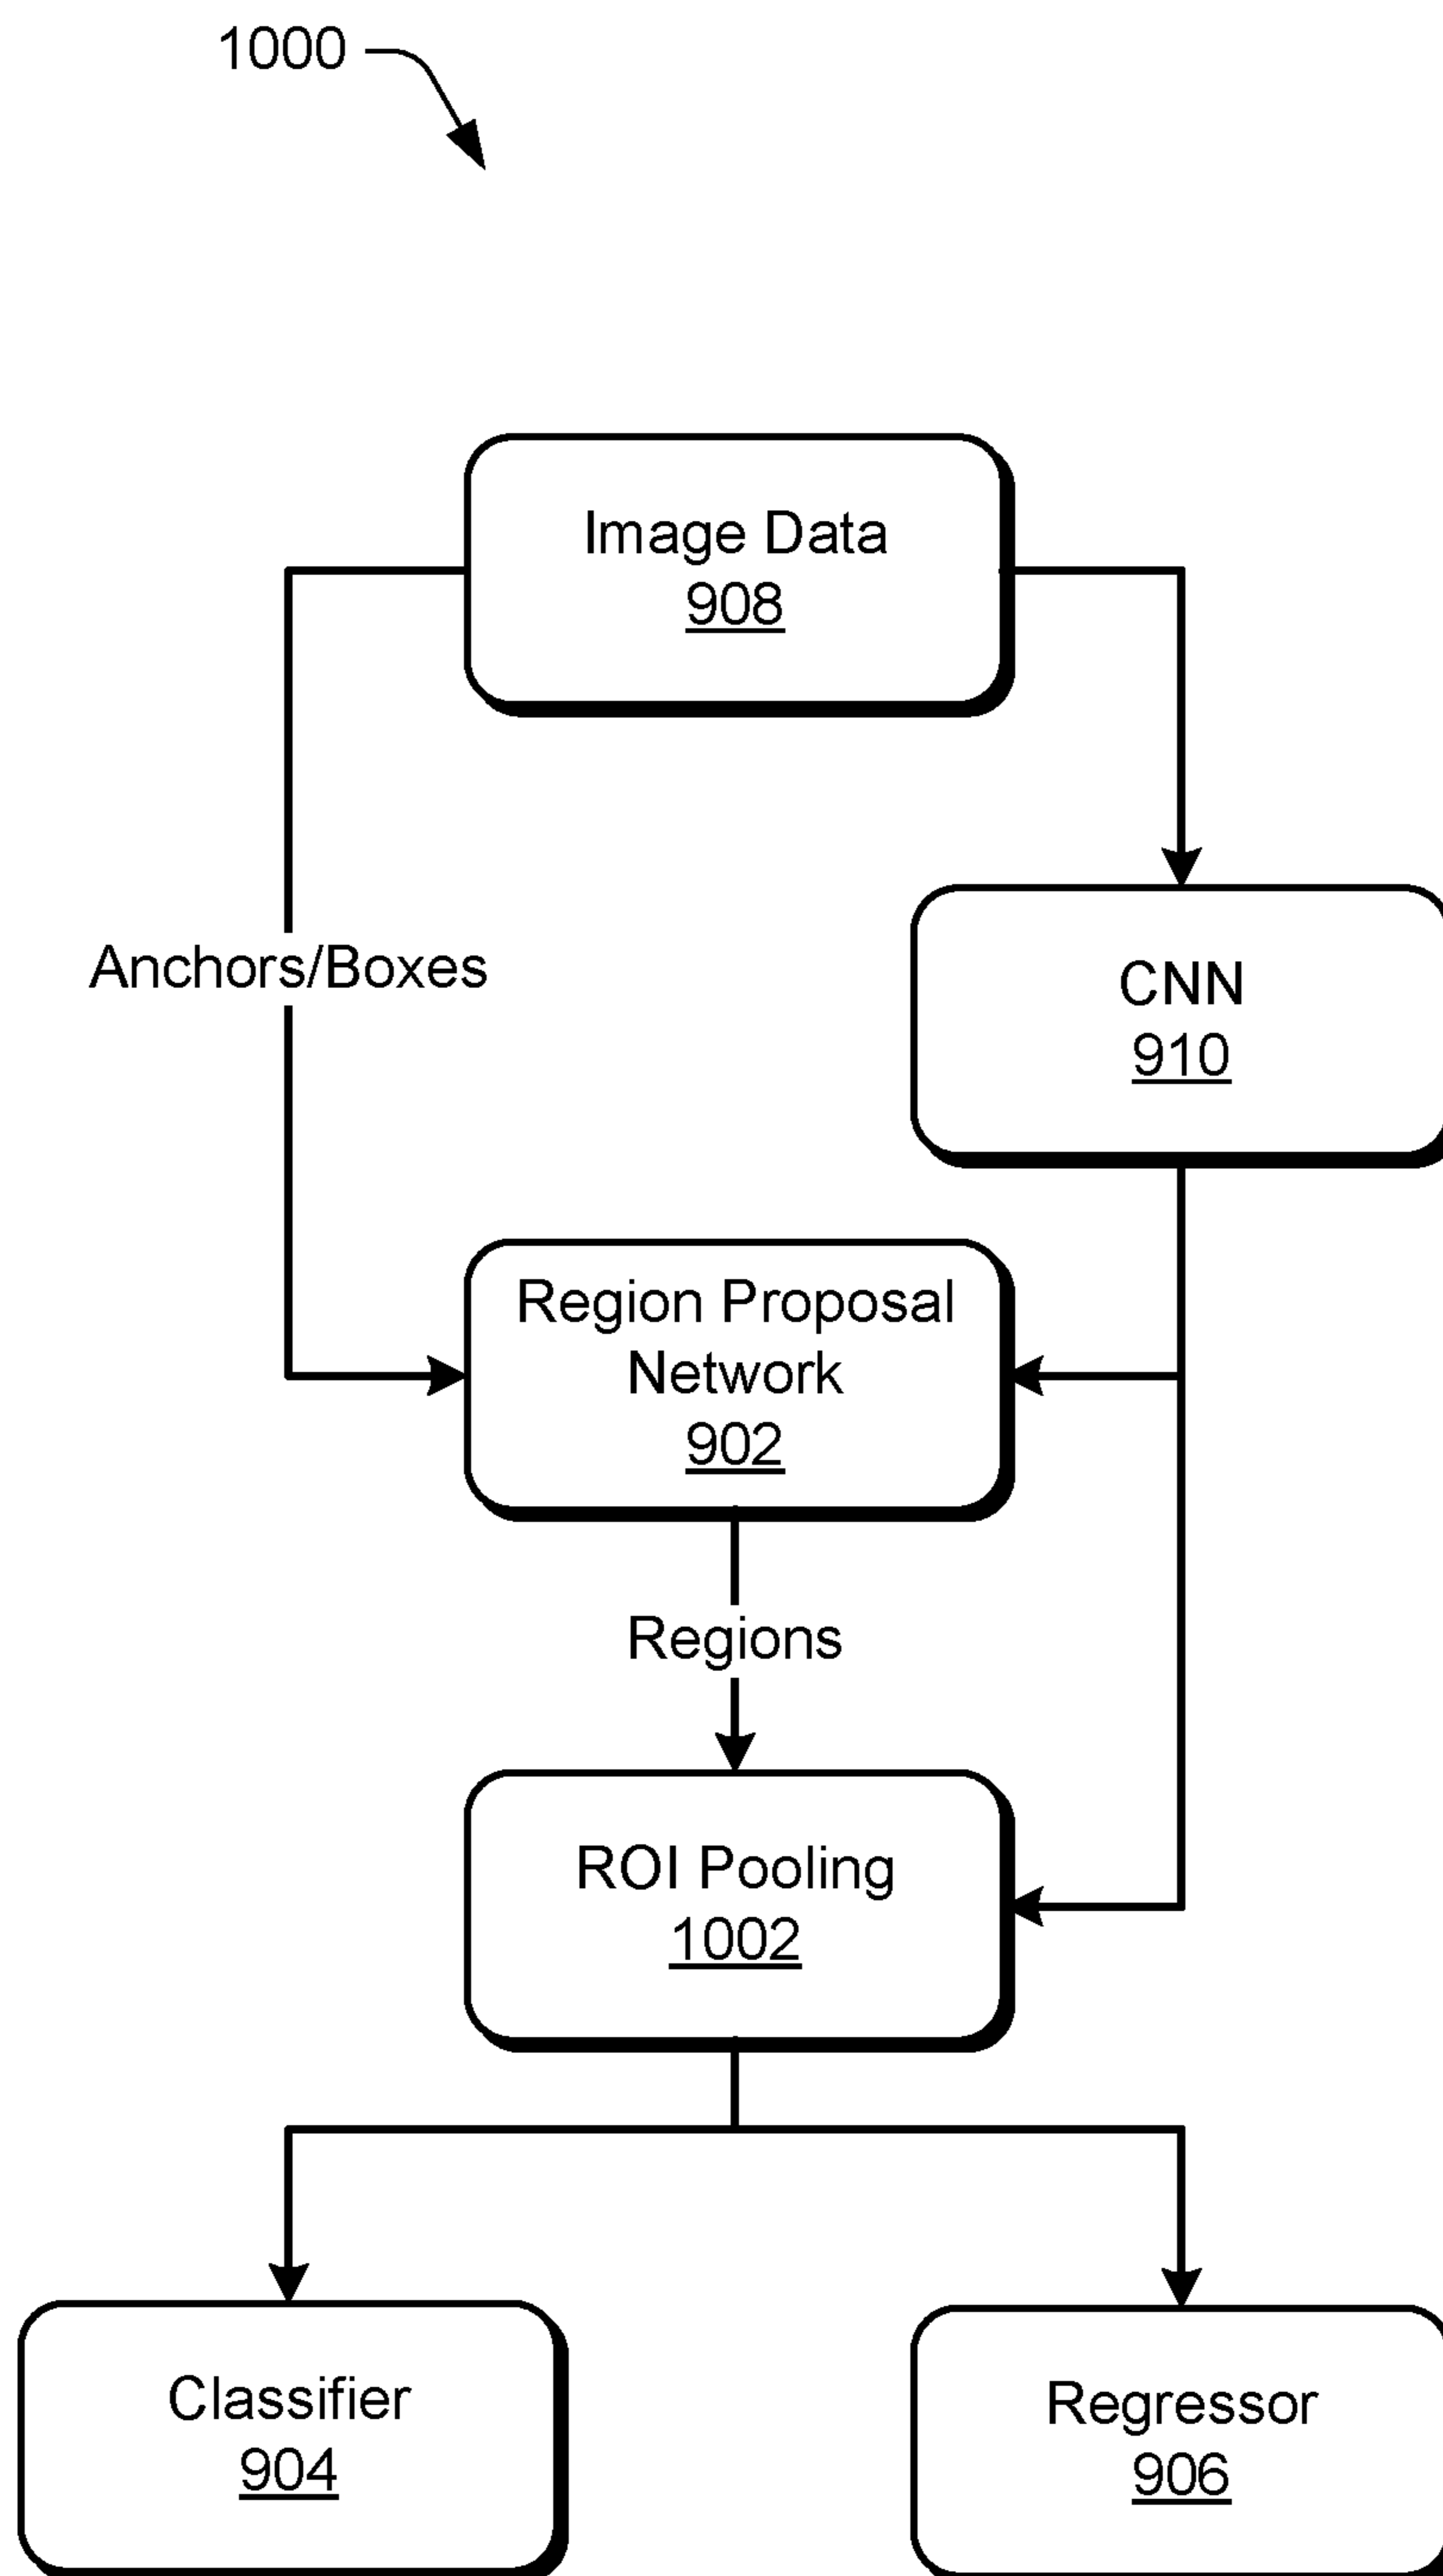 1000
Image Data
908
Anchors/Boxes
CNN
910
Region Proposal
Network
902
Regions
ROI Pooling
1002
Classifier
904
Regressor
906